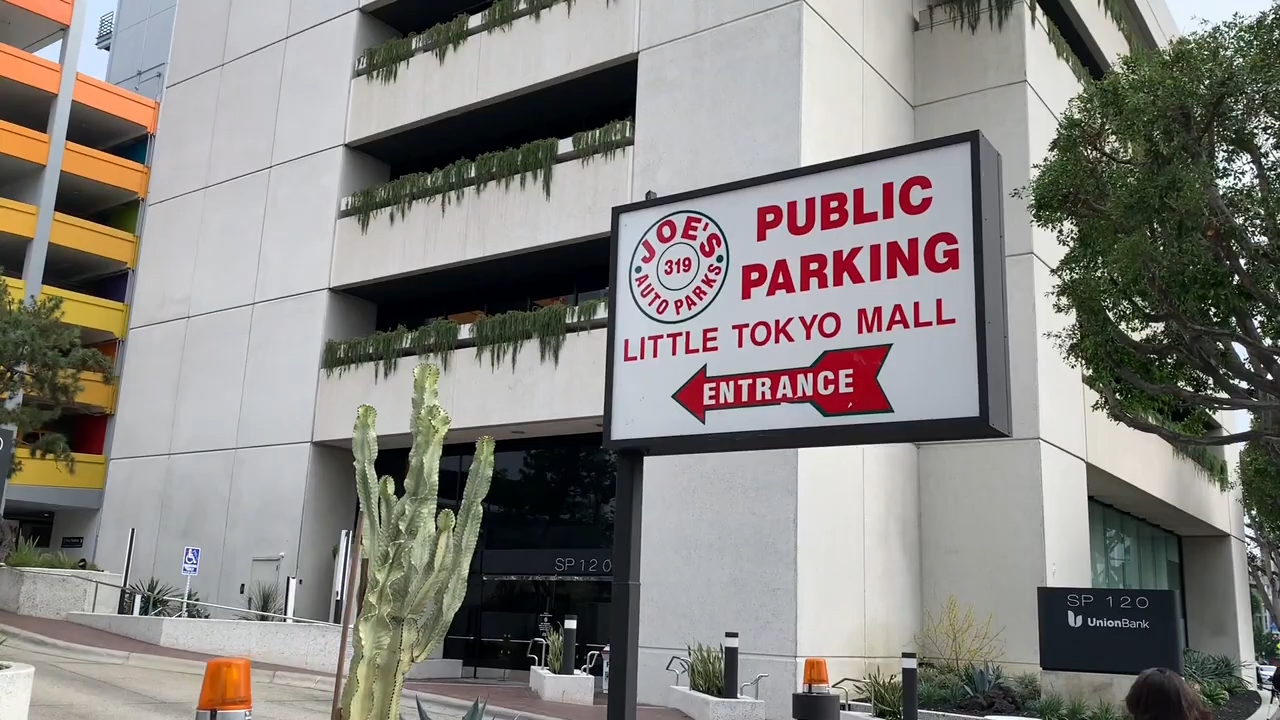 JOE'S
319
AUTO PARKS
PUBLIC
PARKING
LITTLE TOKYO MALL
ENTRANCE
SP 120
SP 120
UnionBank